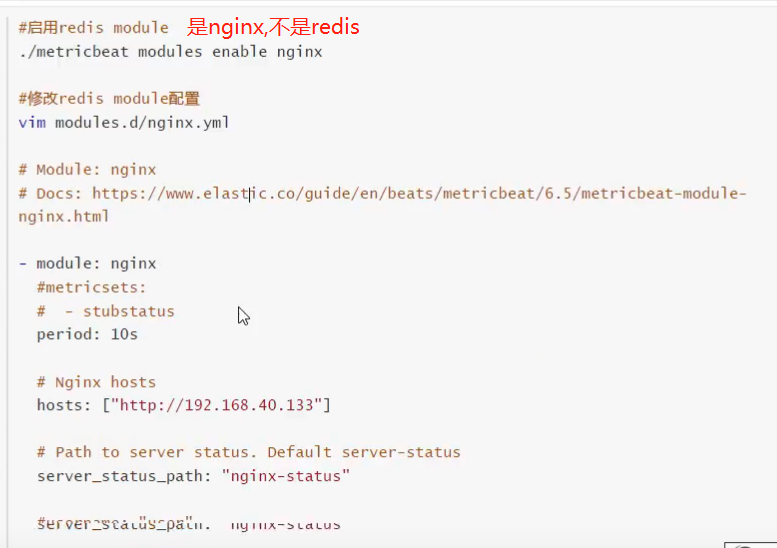 #启用redis module 是nginx,不是redis
./metricbeat modules enable nginx
#修改redis module配置
vim modules.d/nginx.yml
# Module: nginx
# Docs: https://www.elastic.co/guide/en/beats/metricbeat/6.5/metricbeat-module-
nginx.html
- module: nginx
#metricsets:
#  - stubstatus
period: 10s
# Nginx hosts
hosts: ["http://192.168.40.133"]
# Path to server status. Default server-status
server_status_path: "nginx-status"